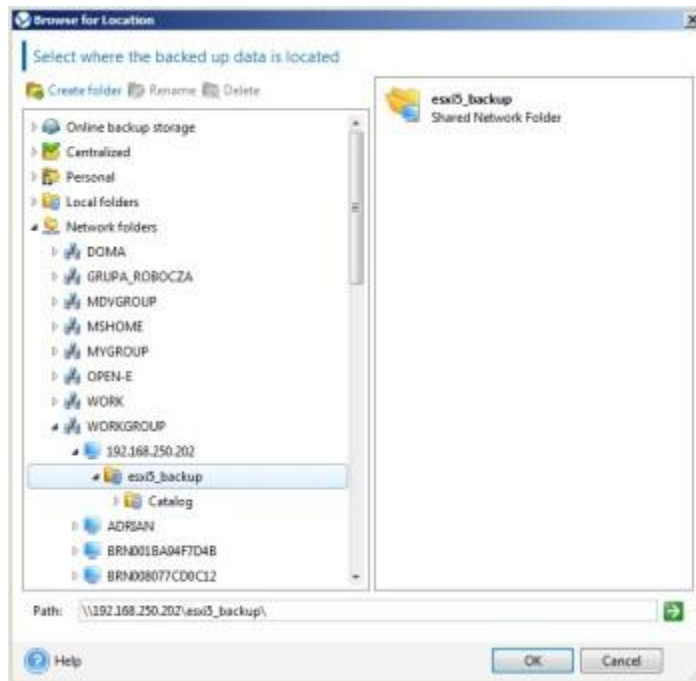 Browse for Location
Select where the backed up data is located
Create folder Rename Delete
Online backup storage
Centralized
Personal
Local folders
Network folders
DOMA
GRUPA_ROBOCZA
MDVGROUP
MSHOME
MYGROUP
OPEN-E
WORK
WORKGROUP
192.168.250.202
esxi5_backup
Catalog
ADRIAN
BRN001BA94F7D4B
BRN008077CD0C12
esxi5_backup
Shared Network Folder
Path: \\192.168.250.202\esxi5_backup\
Help OK Cancel